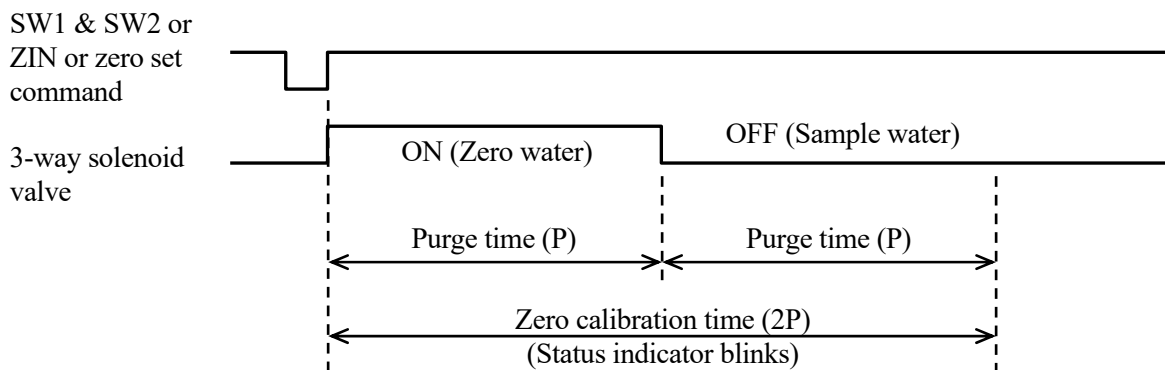 SW1 & SW2 or
ZIN or zero set
command
3-way solenoid
valve
ON (Zero water)
OFF (Sample water)
Purge time (P)
Purge time (P)
Zero calibration time (2P)
(Status indicator blinks)